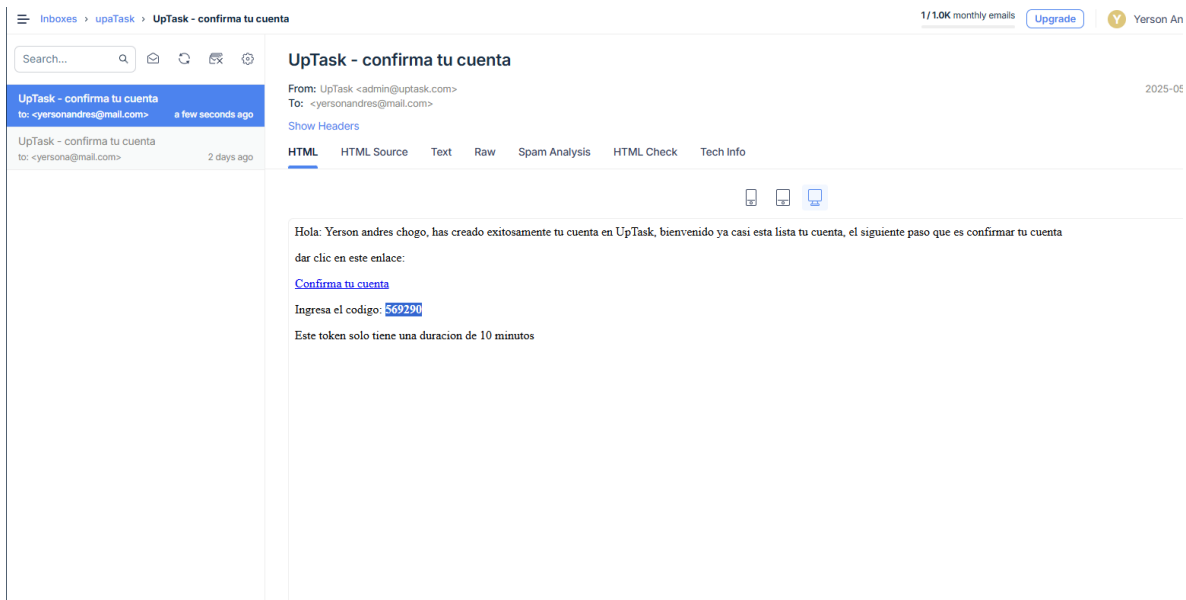 Inboxes › upaTask › UpTask - confirma tu cuenta
1 / 1.0K monthly emails
Upgrade
Y
Yerson An
Search...
UpTask - confirma tu cuenta
to: <yersonandres@mail.com> a few seconds ago
UpTask - confirma tu cuenta
to: <yersona@mail.com> 2 days ago
UpTask - confirma tu cuenta
From: UpTask <admin@uptask.com>
2025-05
To: <yersonandres@mail.com>
Show Headers
HTML HTML Source Text Raw Spam Analysis HTML Check Tech Info
Hola: Yerson andres chogo, has creado exitosamente tu cuenta en UpTask, bienvenido ya casi esta lista tu cuenta, el siguiente paso que es confirmar tu cuenta
dar clic en este enlace:
Confirma tu cuenta
Ingresa el codigo: 569290
Este token solo tiene una duracion de 10 minutos